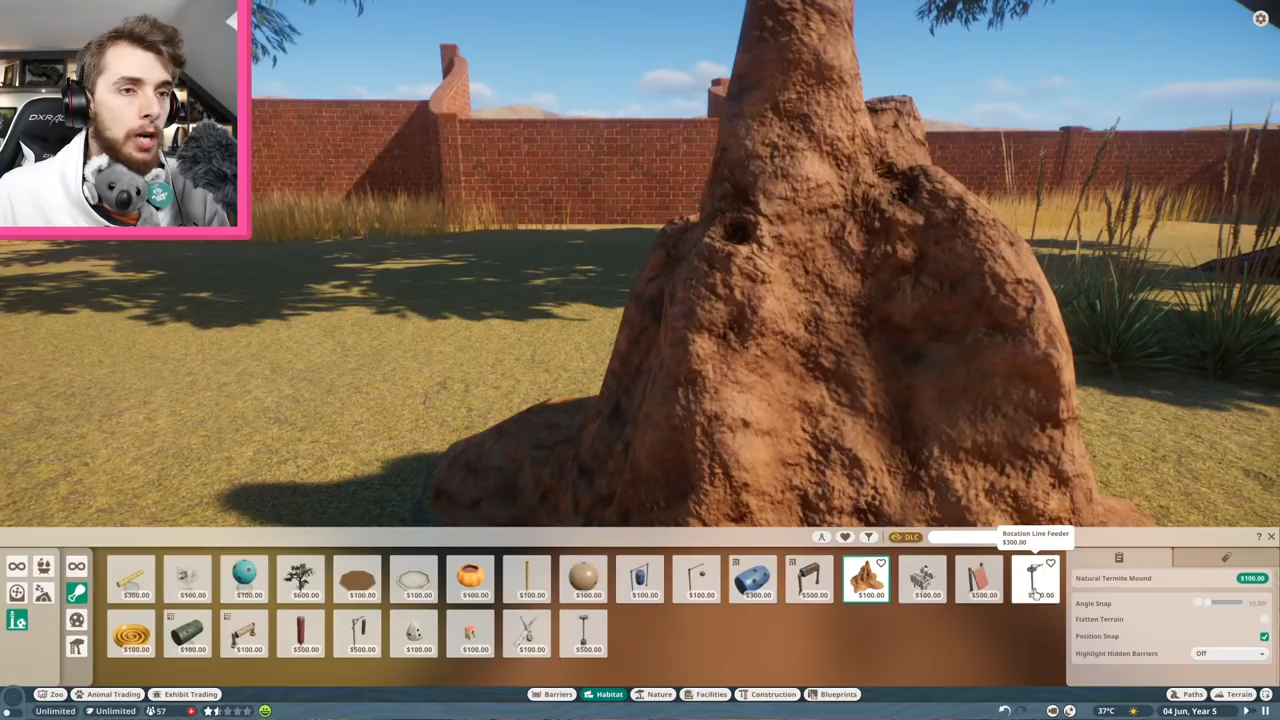 DXRA
DLC
Rotation Line Feeder
$300.00
$300.00 $100.00 $100.00 $600.00 $100.00 $100.00 $100.00 $100.00 $100.00 $100.00 $100.00 $300.00 $500.00 $100.00 $100.00 $500.00
$100.00 $100.00 $100.00 $500.00 $500.00 $100.00 $100.00 $100.00 $500.00
Natural Termite Mound $100.00
Angle Snap 15.00°
Flatten Terrain
Position Snap
Highlight Hidden Barriers Off
Zoo Animal Trading Exhibit Trading Barriers Habitat Nature Facilities Construction Blueprints Paths Terrain
Unlimited Unlimited 57 37°C 04 Jun, Year 5